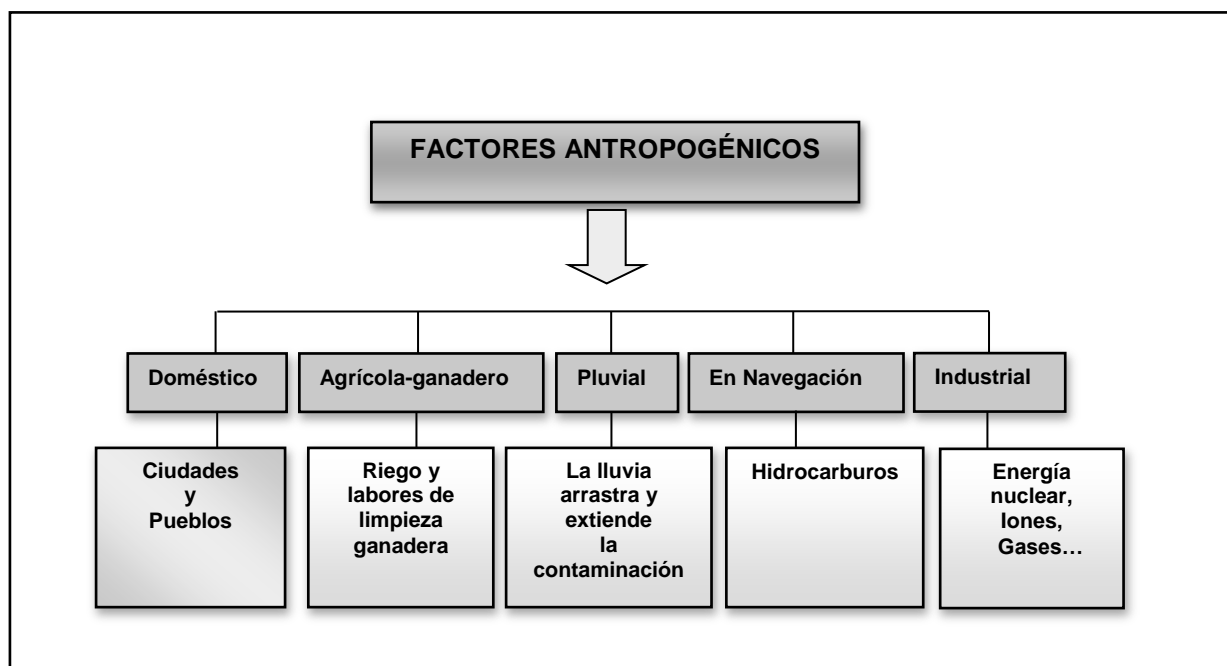 FACTORES ANTROPOGÉNICOS
Doméstico
Agrícola-ganadero
Pluvial
En Navegación
Industrial
Ciudades
y
Pueblos
Riego y
labores de
limpieza
ganadera
La lluvia
arrastra y
extiende
la
contaminación
Hidrocarburos
Energía
nuclear,
Iones,
Gases…